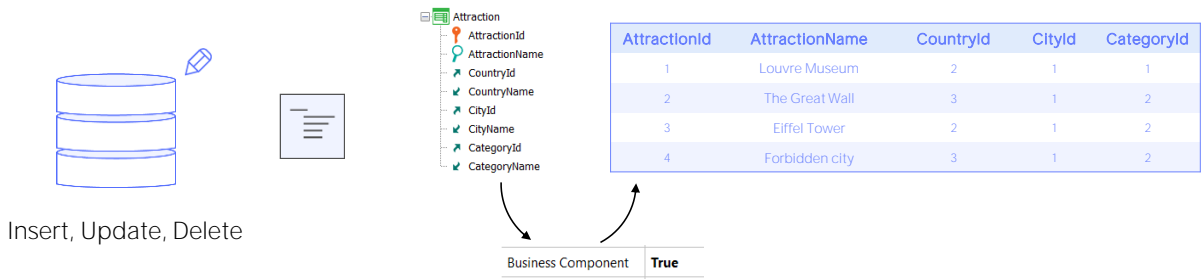 Insert, Update, Delete
Attraction
AttractionId
AttractionName
CountryId
CountryName
CityId
CityName
CategoryId
CategoryName
Business Component True
AttractionId AttractionName CountryId CityId CategoryId
1 Louvre Museum 2 1 1
2 The Great Wall 3 1 2
3 Eiffel Tower 2 1 2
4 Forbidden city 3 1 2